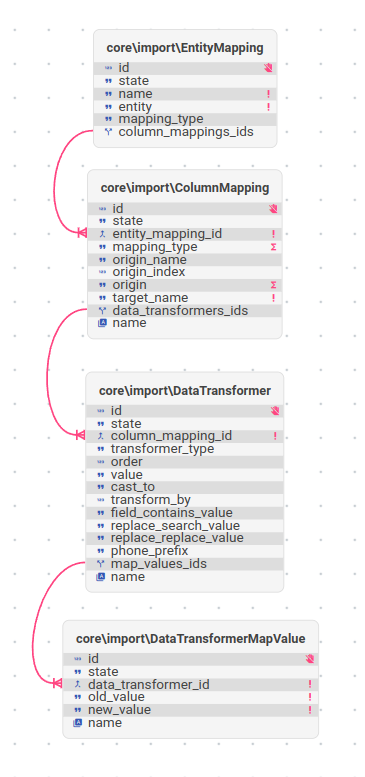 core\import\EntityMapping
id
state
name !
entity !
mapping_type
column_mappings_ids
core\import\ColumnMapping
id
state
entity_mapping_id !
mapping_type Σ
origin_name
origin_index
origin Σ
target_name !
data_transformers_ids
name
core\import\DataTransformer
id
state
column_mapping_id !
transformer_type
order
value
cast_to
transform_by
field_contains_value
replace_search_value
replace_replace_value
phone_prefix
map_values_ids
name
core\import\DataTransformerMapValue
id
state
data_transformer_id !
old_value !
new_value !
name